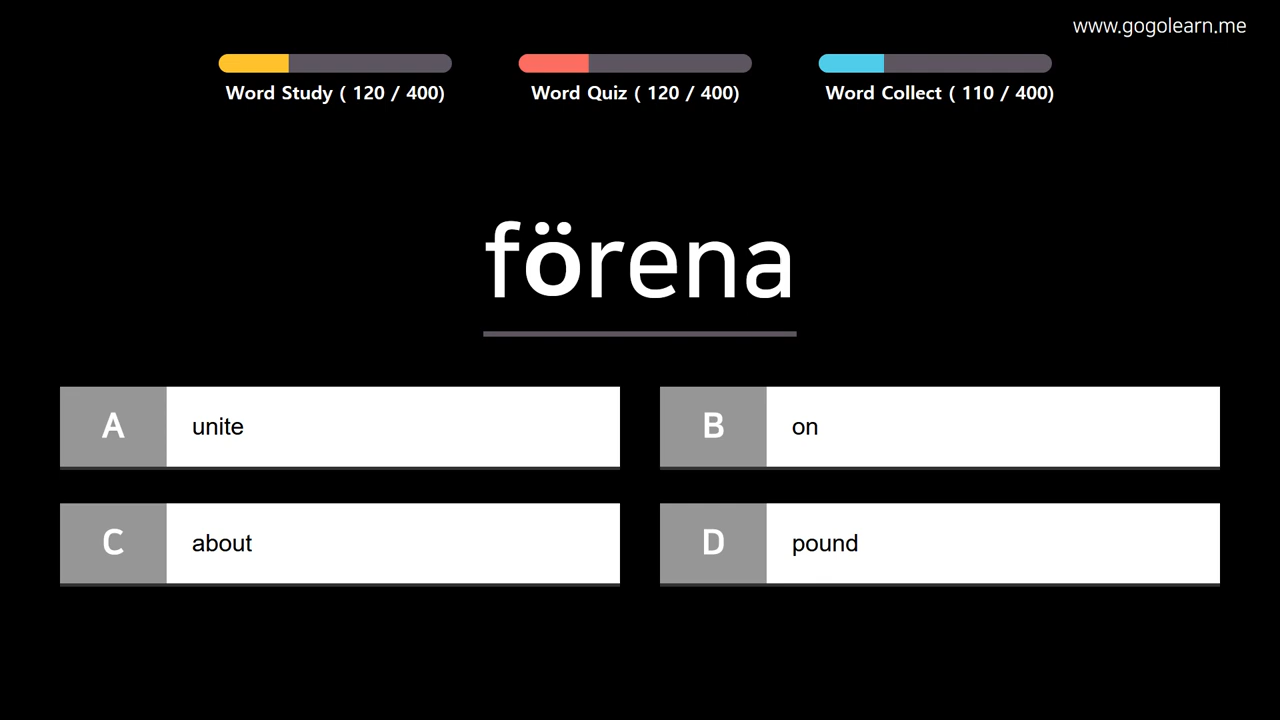 www.gogolearn.me
Word Study ( 120 / 400)
Word Quiz ( 120 / 400)
Word Collect ( 110 / 400)
förena
A unite
B on
C about
D pound